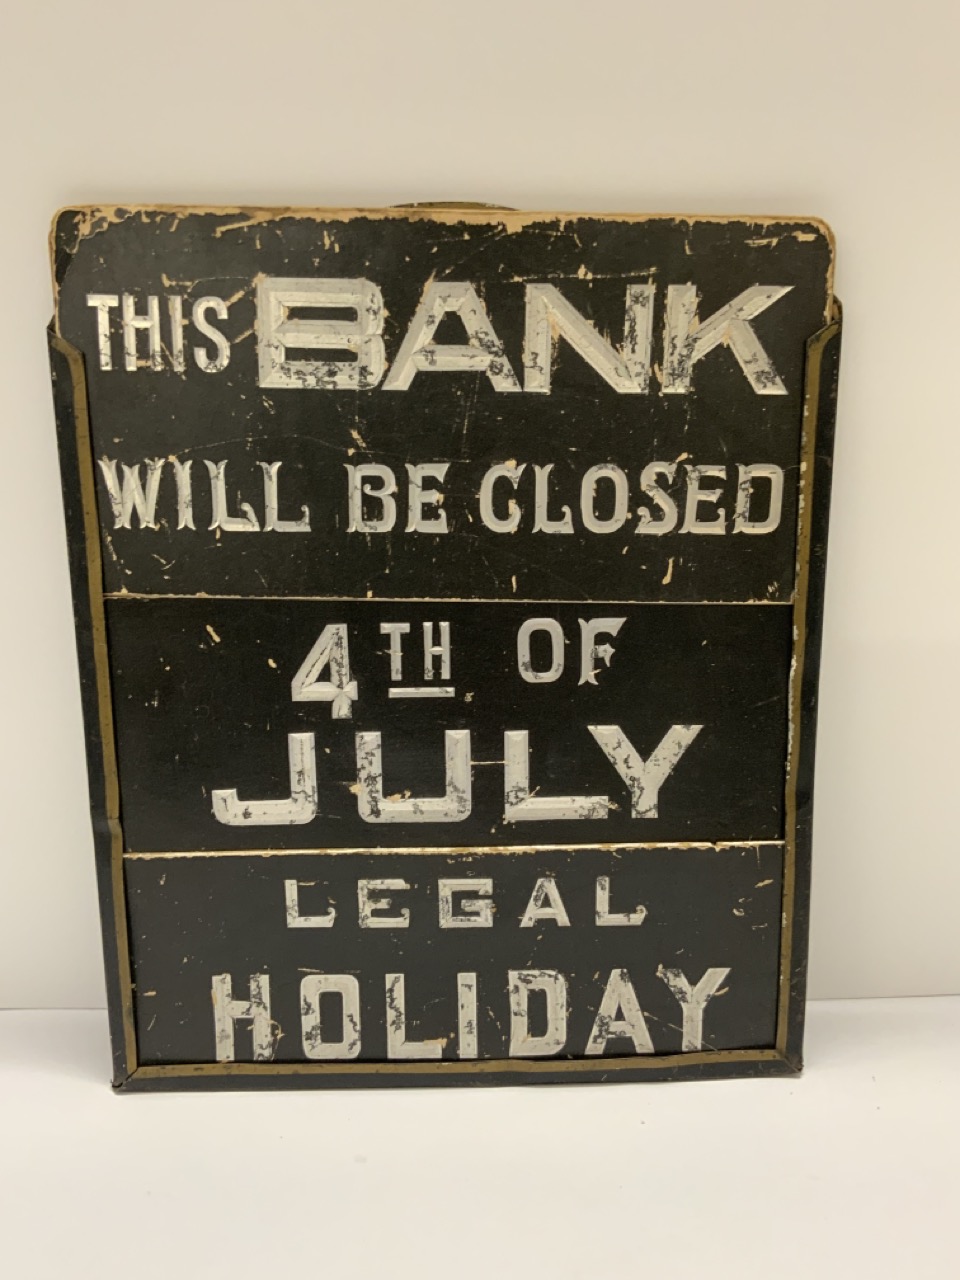 THIS BANK
WILL BE CLOSED
4TH OF
JULY
LEGAL
HOLIDAY